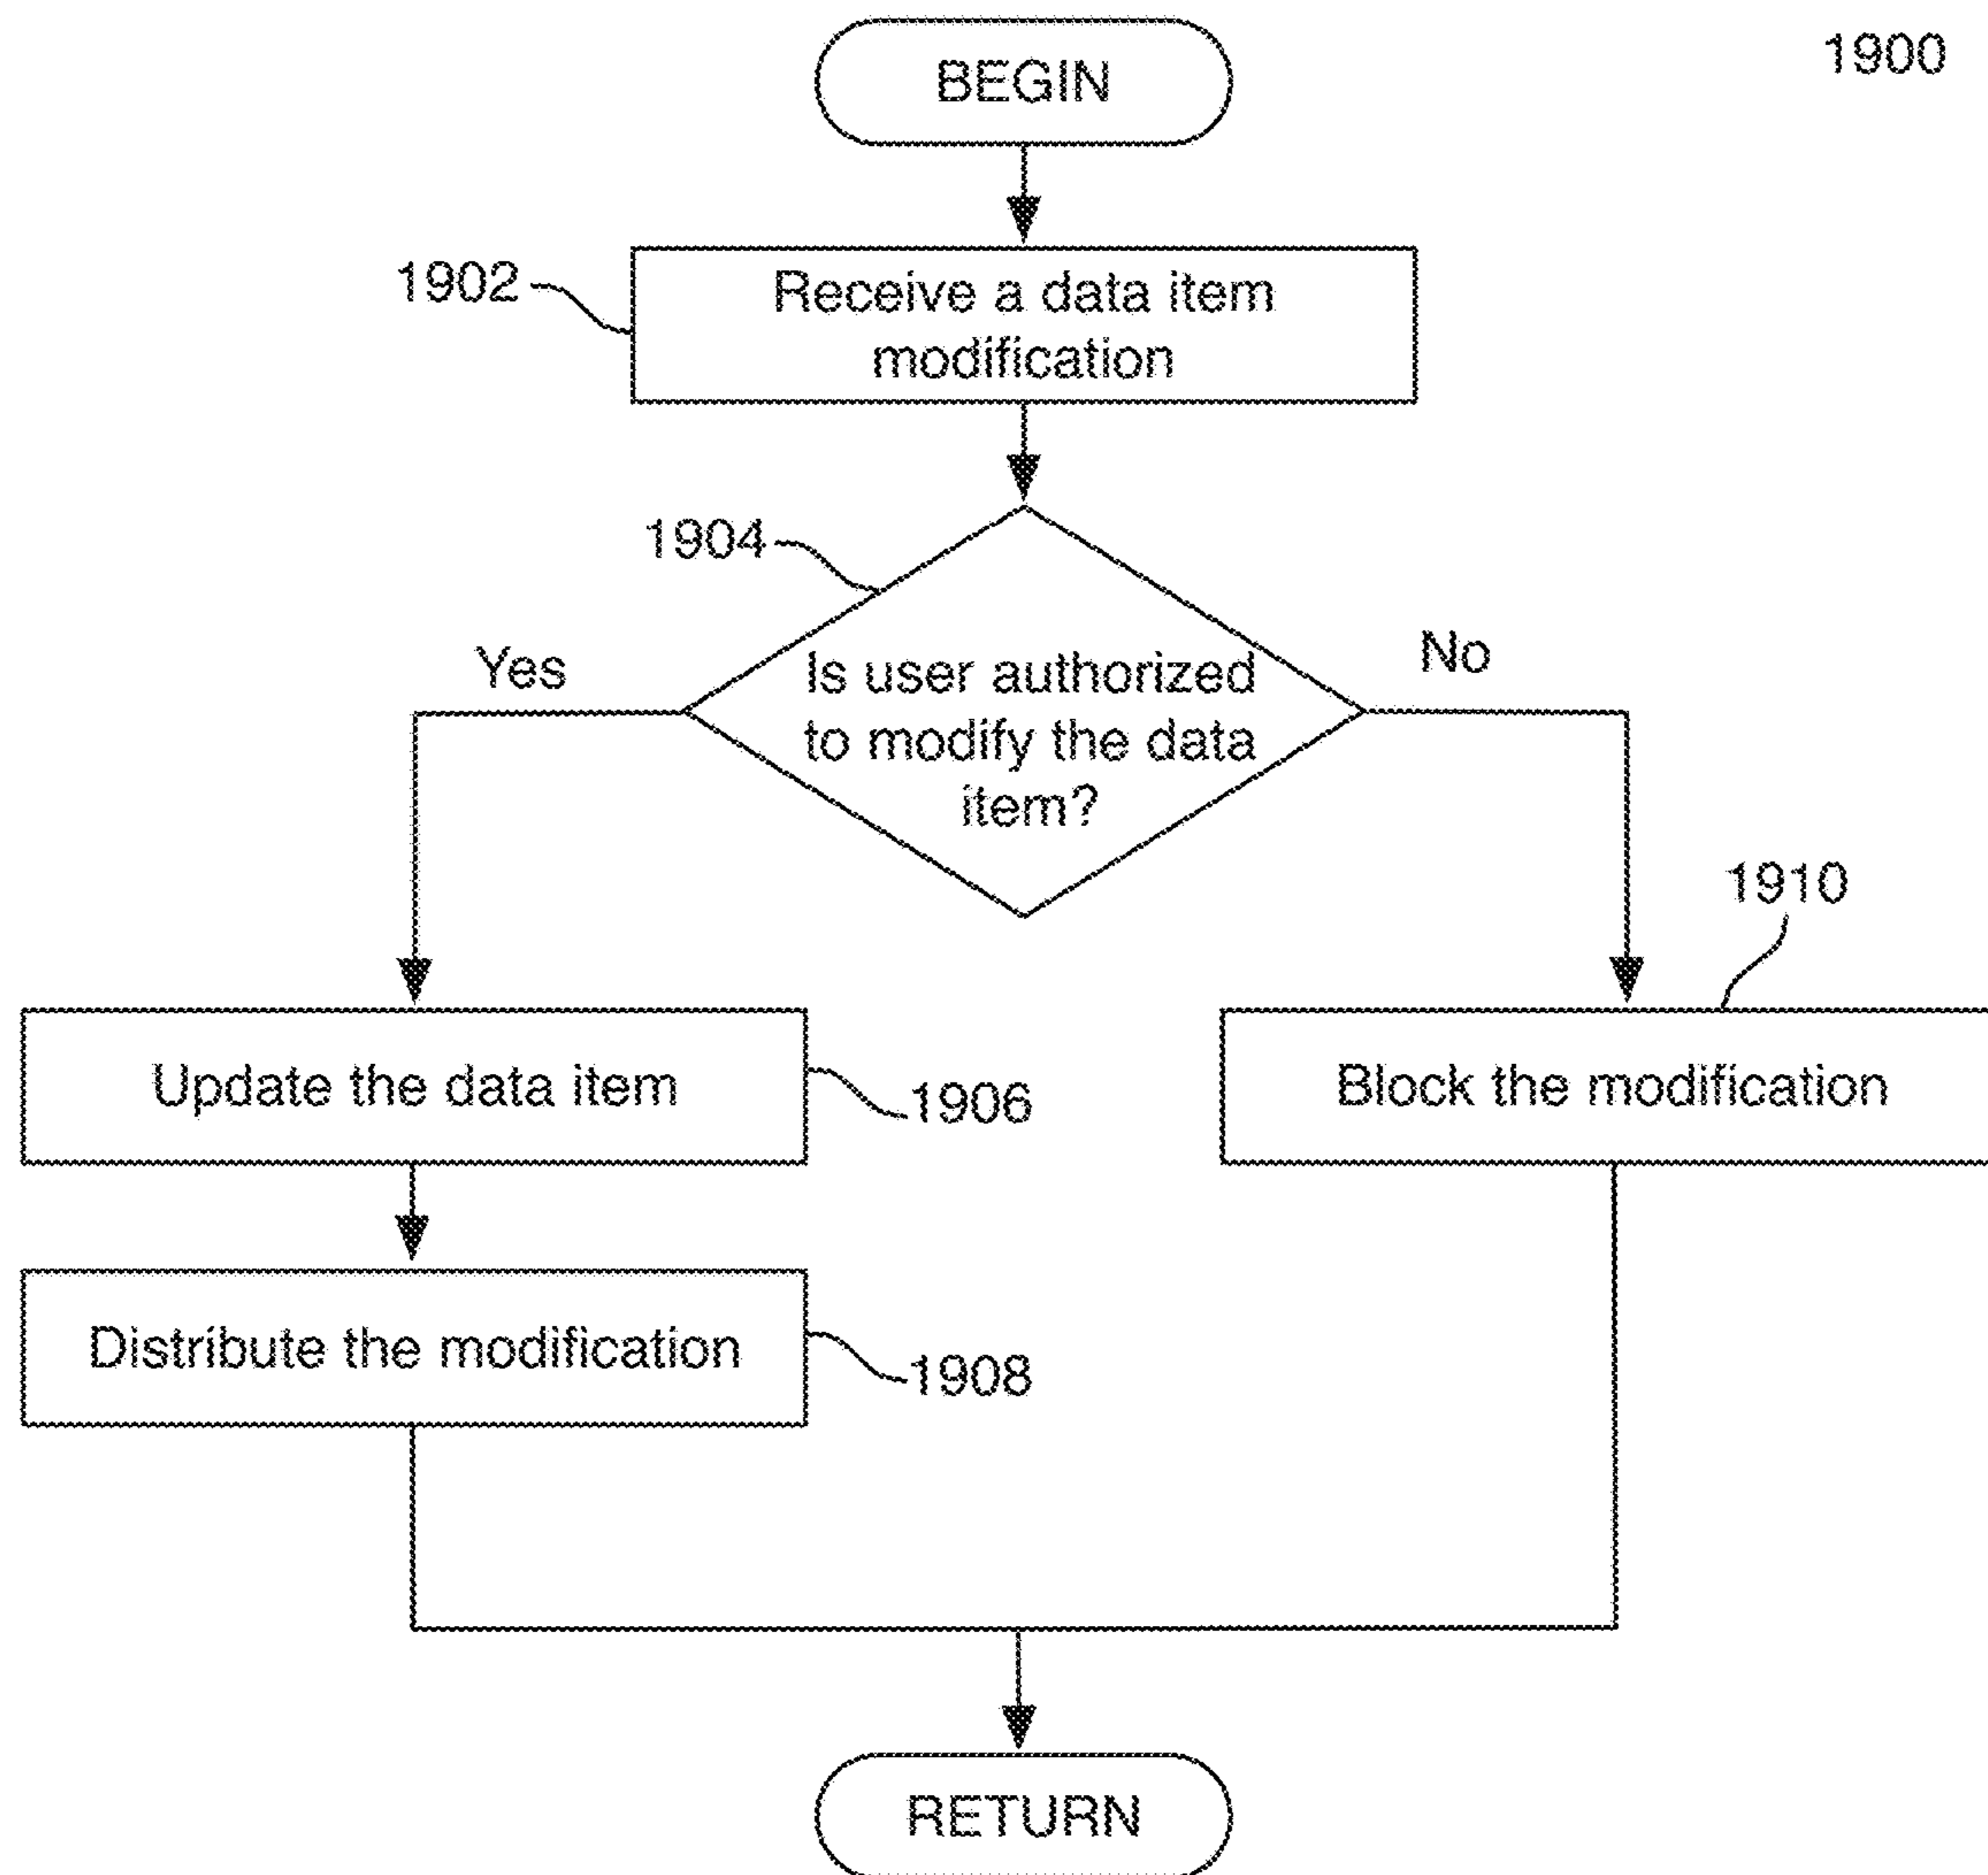 BEGIN
1900
1902
Receive a data item
modification
1904
Yes
Is user authorized
to modify the data
item?
No
1910
Update the data item
1906
Block the modification
Distribute the modification
1908
RETURN